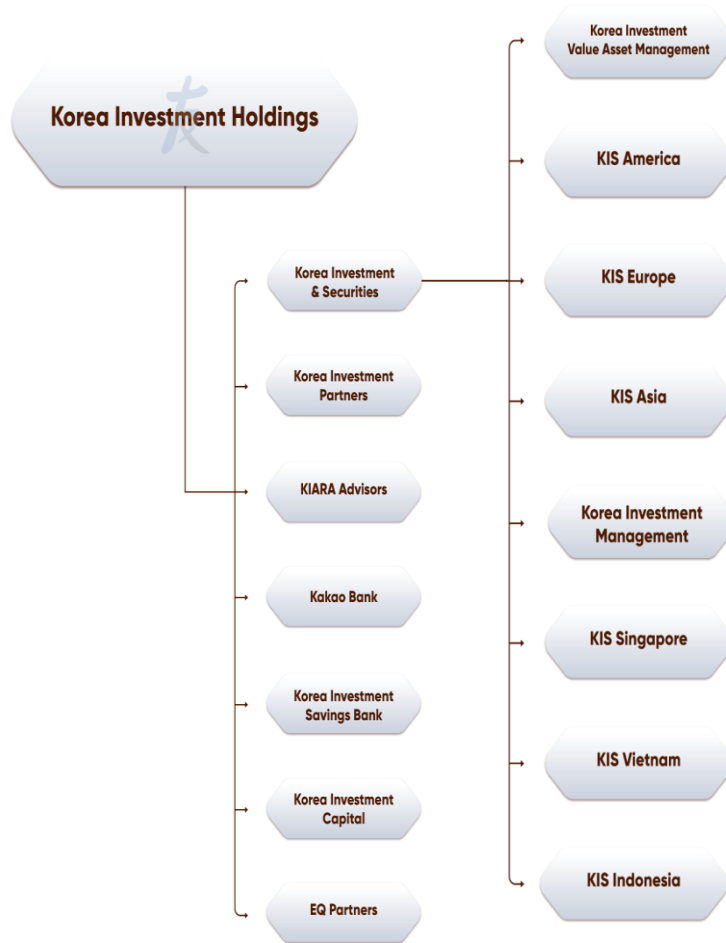 Korea Investment Holdings
友
Korea Investment
& Securities
Korea Investment
Partners
KIARA Advisors
Kakao Bank
Korea Investment
Savings Bank
Korea Investment
Capital
EQ Partners
Korea Investment
Value Asset Management
KIS America
KIS Europe
KIS Asia
Korea Investment
Management
KIS Singapore
KIS Vietnam
KIS Indonesia